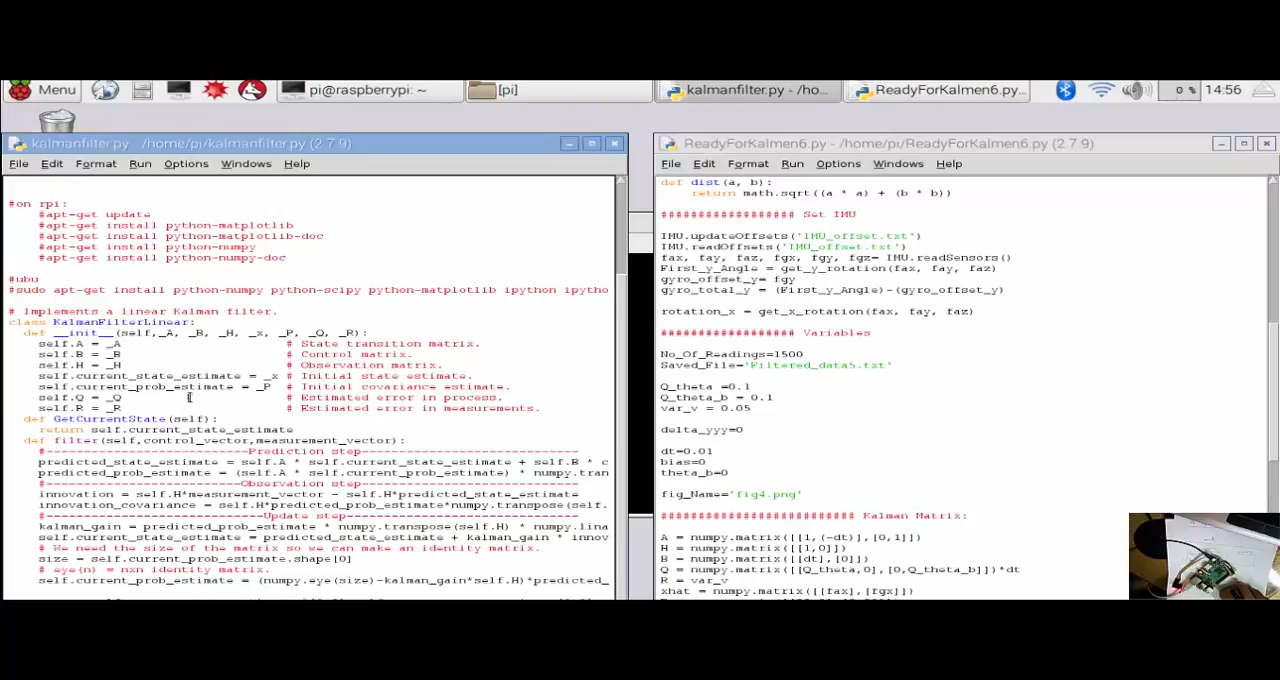 Menu
pi@raspberrypi: ~
[pi]
kalmanfilter.py - /ho...
ReadyForKalmen6.py...
0 %
14:56
kalmanfilter.py - /home/pi/kalmanfilter.py (2.7.9)
File Edit Format Run Options Windows Help
#on rpi:
#apt-get update
#apt-get install python-matplotlib
#apt-get install python-matplotlib-doc
#apt-get install python-numpy
#apt-get install python-numpy-doc
#ubu
#sudo apt-get install python-numpy python-scipy python-matplotlib ipython ipytho
# Implements a linear Kalman filter.
class KalmanFilterLinear:
def __init__(self,_A, _B, _H, _x, _P, _Q, _R):
self.A = _A # State transition matrix.
self.B = _B # Control matrix.
self.H = _H # Observation matrix.
self.current_state_estimate = _x # Initial state estimate.
self.current_prob_estimate = _P # Initial covariance estimate.
self.Q = _Q # Estimated error in process.
self.R = _R # Estimated error in measurements.
def GetCurrentState(self):
return self.current_state_estimate
def filter(self,control_vector,measurement_vector):
#---------------------------Prediction step-----------------------------
predicted_state_estimate = self.A * self.current_state_estimate + self.B * c
predicted_prob_estimate = (self.A * self.current_prob_estimate) * numpy.tran
#--------------------------Observation step-----------------------------
innovation = self.H*measurement_vector - self.H*predicted_state_estimate
innovation_covariance = self.H*predicted_prob_estimate*numpy.transpose(self.
#-----------------------------Update step-------------------------------
kalman_gain = predicted_prob_estimate * numpy.transpose(self.H) * numpy.lina
self.current_state_estimate = predicted_state_estimate + kalman_gain * innov
# We need the size of the matrix so we can make an identity matrix.
size = self.current_prob_estimate.shape[0]
# eye(n) = nxn identity matrix.
self.current_prob_estimate = (numpy.eye(size)-kalman_gain*self.H)*predicted_
ReadyForKalmen6.py - /home/pi/ReadyForKalmen6.py (2.7.9)
File Edit Format Run Options Windows Help
def dist(a, b):
return math.sqrt((a * a) + (b * b))
################## Set IMU
IMU.updateOffsets('IMU_offset.txt')
IMU.readOffsets('IMU_offset.txt')
fax, fay, faz, fgx, fgy, fgz= IMU.readSensors()
First_y_Angle = get_y_rotation(fax, fay, faz)
gyro_offset_y= fgy
gyro_total_y = (First_y_Angle)-(gyro_offset_y)
rotation_x = get_x_rotation(fax, fay, faz)
################## Variables
No_Of_Readings=1500
Saved_File='Filtered_data5.txt'
Q_theta =0.1
Q_theta_b = 0.1
var_v = 0.05
delta_yyy=0
dt=0.01
bias=0
theta_b=0
fig_Name='fig4.png'
######################### Kalman Matrix:
A = numpy.matrix([[1,(-dt)],[0,1]])
H = numpy.matrix([[1,0]])
B = numpy.matrix([[dt],[0]])
Q = numpy.matrix([[Q_theta,0],[0,Q_theta_b]])*dt
R = var_v
xhat = numpy.matrix([[fax],[fgx]])